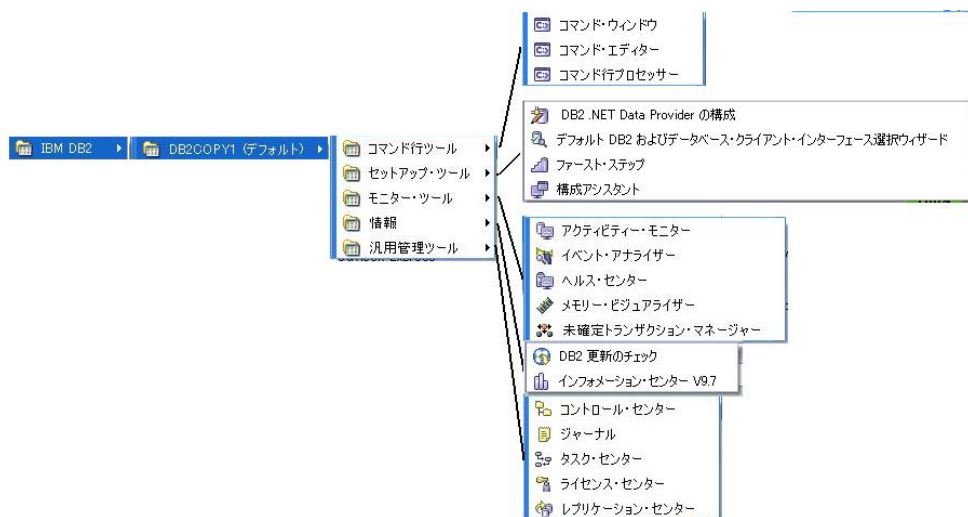 IBM DB2
DB2COPY1 (デフォルト)
コマンド行ツール
セットアップ・ツール
モニター・ツール
情報
汎用管理ツール
コマンド・ウィンドウ
コマンド・エディター
コマンド行プロセッサー
DB2 .NET Data Provider の構成
デフォルト DB2 およびデータベース・クライアント・インターフェース選択ウィザード
ファースト・ステップ
構成アシスタント
アクティビティー・モニター
イベント・アナライザー
ヘルス・センター
メモリー・ビジュアライザー
未確定トランザクション・マネージャー
DB2 更新のチェック
インフォメーション・センター V9.7
コントロール・センター
ジャーナル
タスク・センター
ライセンス・センター
レプリケーション・センター